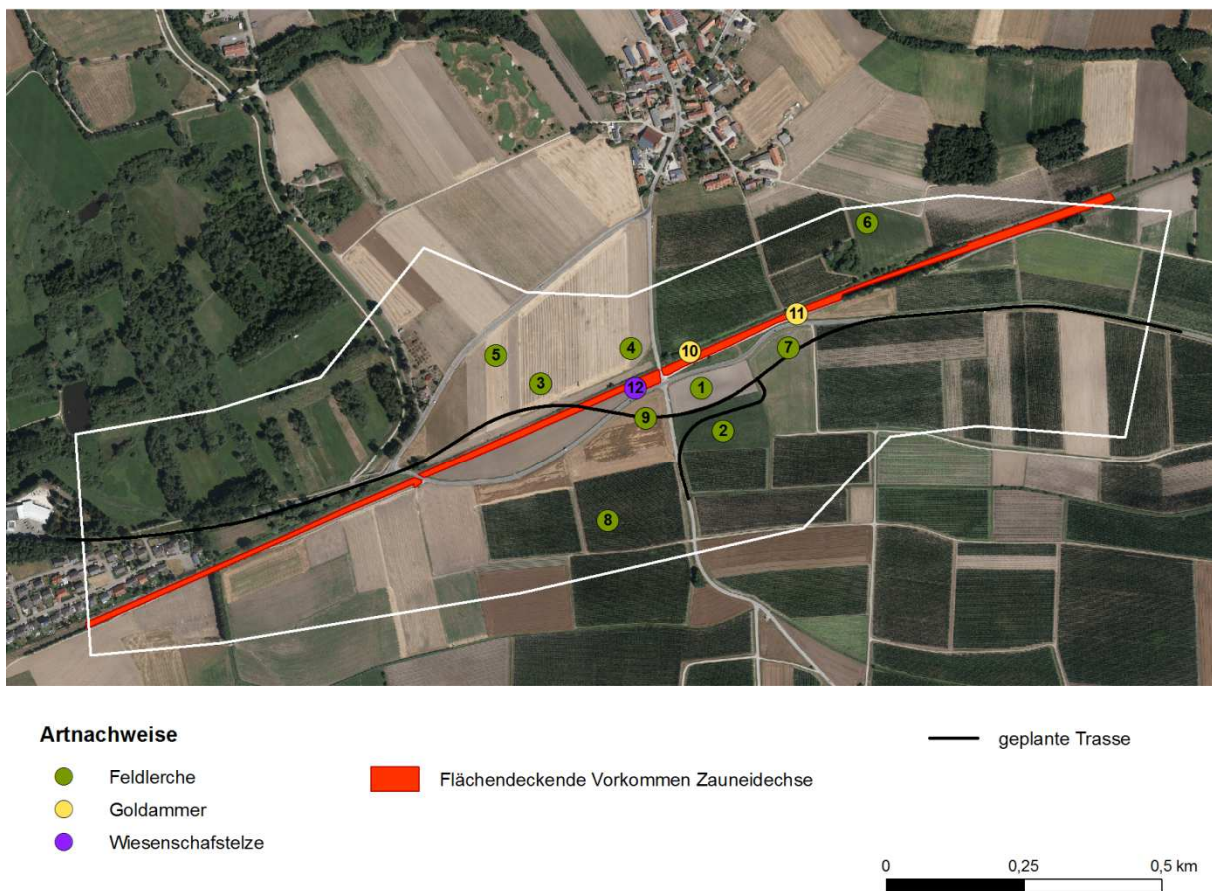 6
11
10
7
4
5
3
12
1
9
2
8
Artnachweise
Feldlerche
Goldammer
Wiesenschafstelze
Flächendeckende Vorkommen Zauneidechse
geplante Trasse
0 0,25 0,5 km